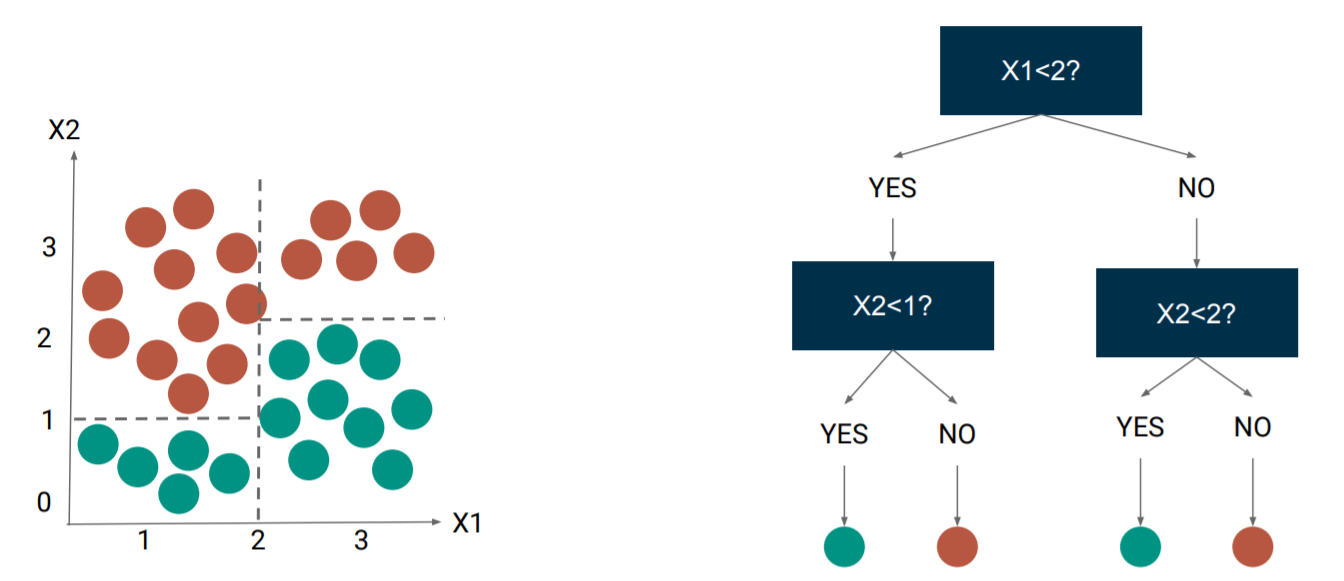 X2
3
2
1
0
1 2 3
X1
X1<2?
YES NO
X2<1? X2<2?
YES NO YES NO